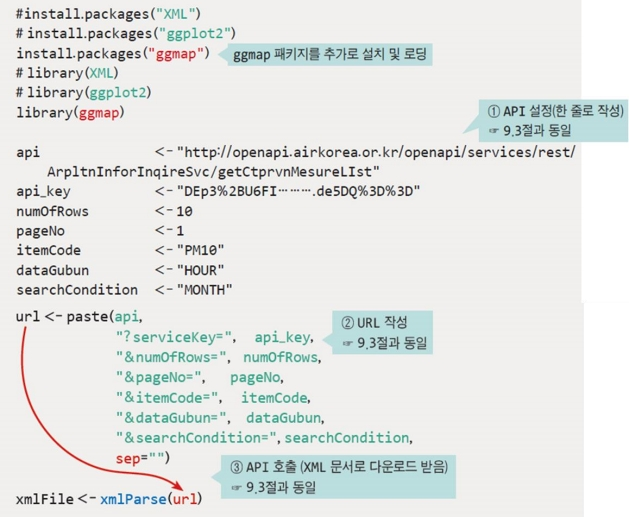 #install.packages("XML")
# install.packages("ggplot2")
install.packages("ggmap")
ggmap 패키지를 추가로 설치 및 로딩
# library(XML)
# library(ggplot2)
library(ggmap)
① API 설정(한 줄로 작성)
☞ 9.3절과 동일
api <- "http://openapi.airkorea.or.kr/openapi/services/rest/
ArpltnInforInqireSvc/getCtprvnMesureLIst"
api_key <- "DEp3%2BU6FI⋯⋯⋯.de5DQ%3D%3D"
numOfRows <- 10
pageNo <- 1
itemCode <- "PM10"
dataGubun <- "HOUR"
searchCondition <- "MONTH"
url <- paste(api,
② URL 작성
☞ 9.3절과 동일
"?serviceKey=", api_key,
"&numOfRows=", numOfRows,
"&pageNo=", pageNo,
"&itemCode=", itemCode,
"&dataGubun=", dataGubun,
"&searchCondition=", searchCondition,
sep="")
③ API 호출 (XML 문서로 다운로드 받음)
☞ 9.3절과 동일
xmlFile <- xmlParse(url)